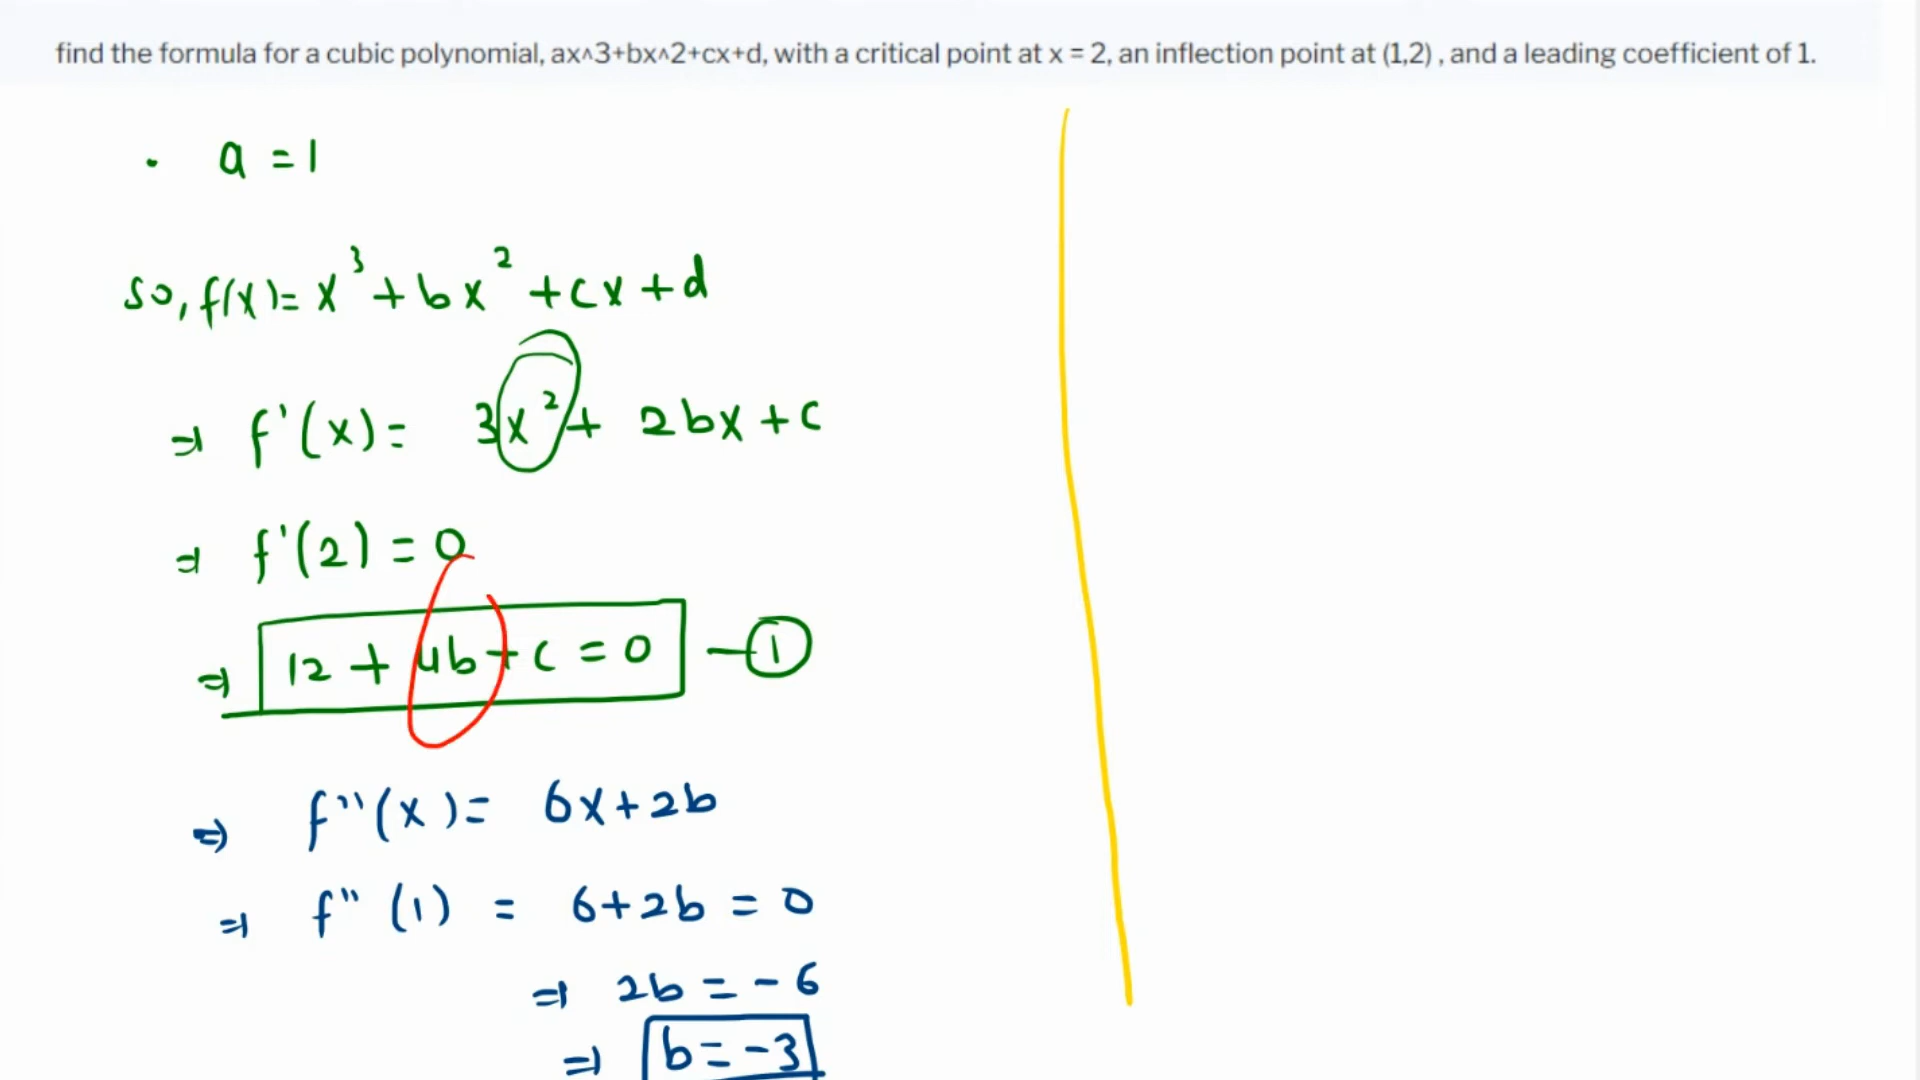 find the formula for a cubic polynomial, ax^3+bx^2+cx+d, with a critical point at x = 2, an inflection point at (1,2) , and a leading coefficient of 1.
· a = 1
so, f(x) = x³ + bx² + cx + d
⇒ f'(x) = 3x² + 2bx + c
⇒ f'(2) = 0
⇒ 12 + 4b + c = 0 — ①
⇒ f''(x) = 6x + 2b
⇒ f''(1) = 6 + 2b = 0
⇒ 2b = -6
⇒ b = -3